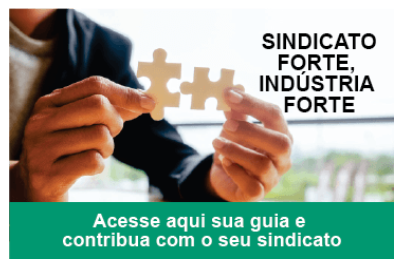 SINDICATO
FORTE,
INDÚSTRIA
FORTE
Acesse aqui sua guia e
contribua com o seu sindicato